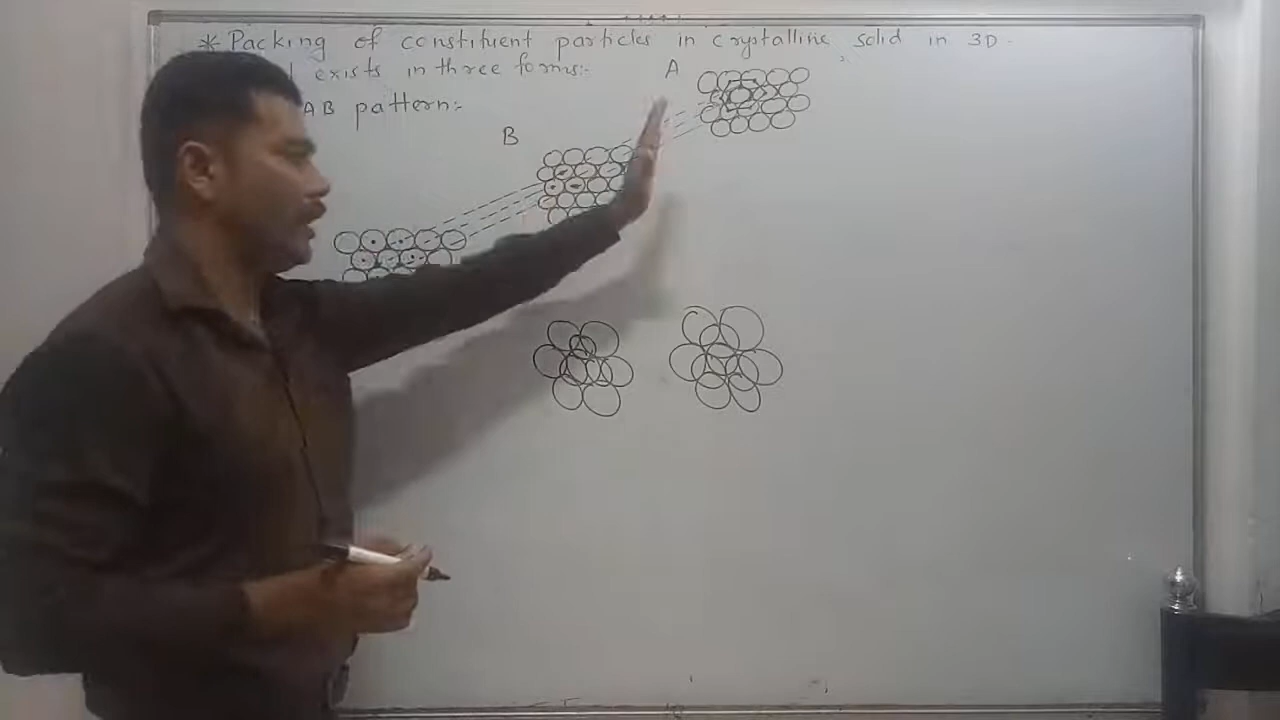 * Packing of constituent particles in crystalline solid in 3D.
exists in three forms:-
A
AB pattern:-
B